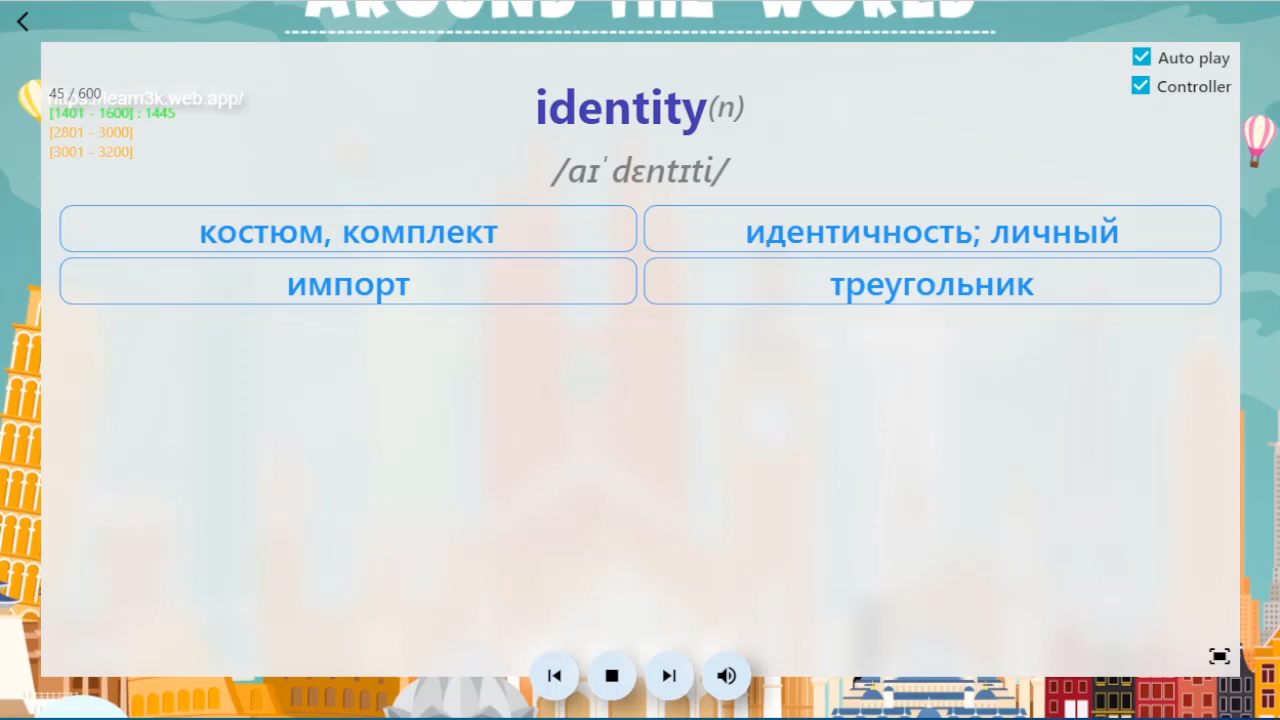 AROUND THE WORLD
Auto play
Controller
45 / 600
https://learn3k.web.app/
[1401 - 1600] : 1445
[2801 - 3000]
[3001 - 3200]
identity(n)
/aɪˈdɛntɪti/
костюм, комплект
идентичность; личный
импорт
треугольник